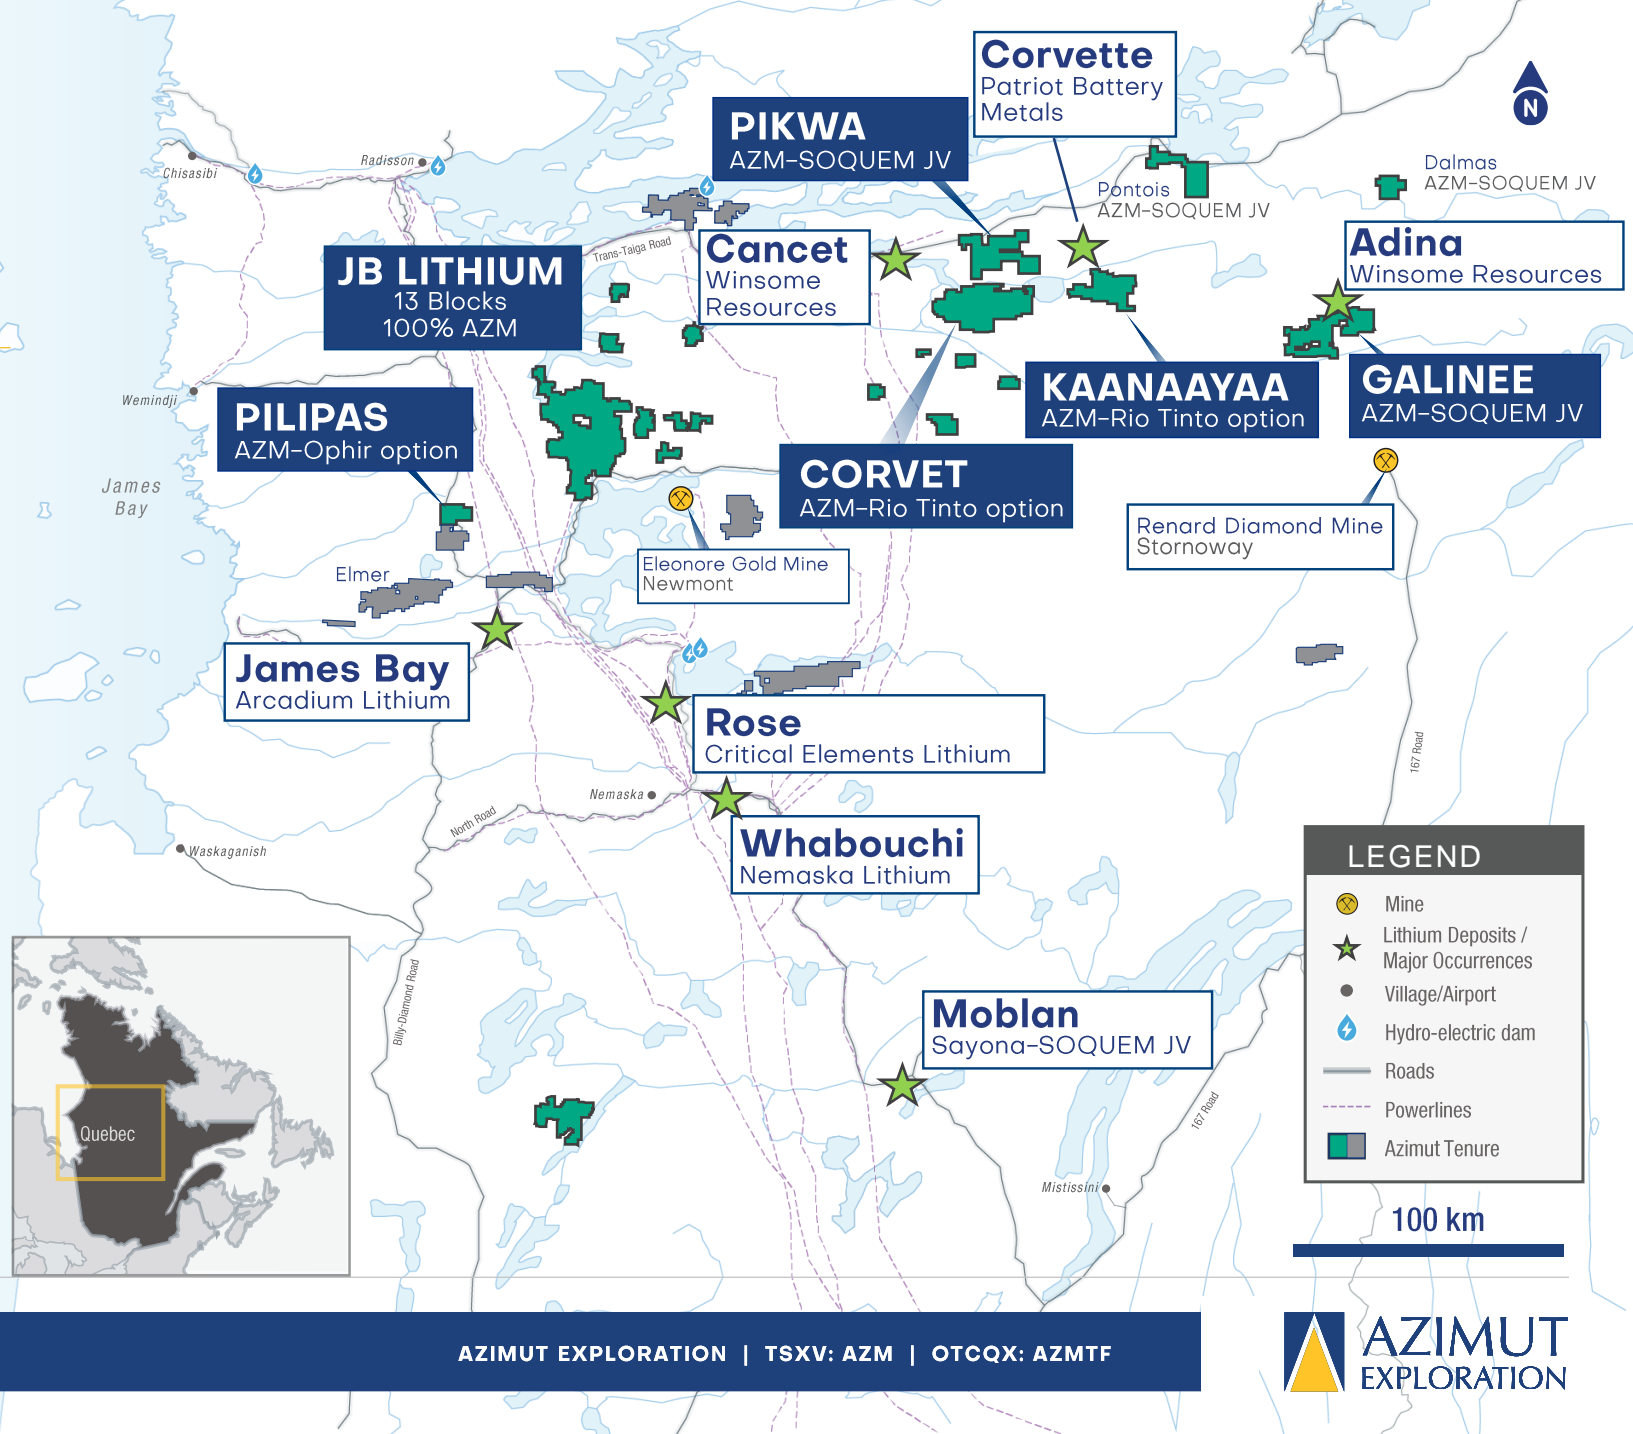 Corvette
Patriot Battery
Metals
PIKWA
AZM–SOQUEM JV
N
Chisasibi
Radisson
Pontois
AZM–SOQUEM JV
Dalmas
AZM–SOQUEM JV
Trans-Taiga Road
Cancet
Winsome
Resources
Adina
Winsome Resources
JB LITHIUM
13 Blocks
100% AZM
Wemindji
PILIPAS
AZM–Ophir option
KAANAAYAA
AZM–Rio Tinto option
GALINEE
AZM–SOQUEM JV
CORVET
AZM–Rio Tinto option
James
Bay
Renard Diamond Mine
Stornoway
Eleonore Gold Mine
Newmont
Elmer
James Bay
Arcadium Lithium
Rose
Critical Elements Lithium
167 Road
Nemaska
North Road
Waskaganish
Whabouchi
Nemaska Lithium
Billy-Diamond Road
Moblan
Sayona–SOQUEM JV
167 Road
Mistissini
Quebec
LEGEND
Mine
Lithium Deposits /
Major Occurrences
Village/Airport
Hydro-electric dam
Roads
Powerlines
Azimut Tenure
100 km
AZIMUT EXPLORATION | TSXV: AZM | OTCQX: AZMTF
AZIMUT
EXPLORATION